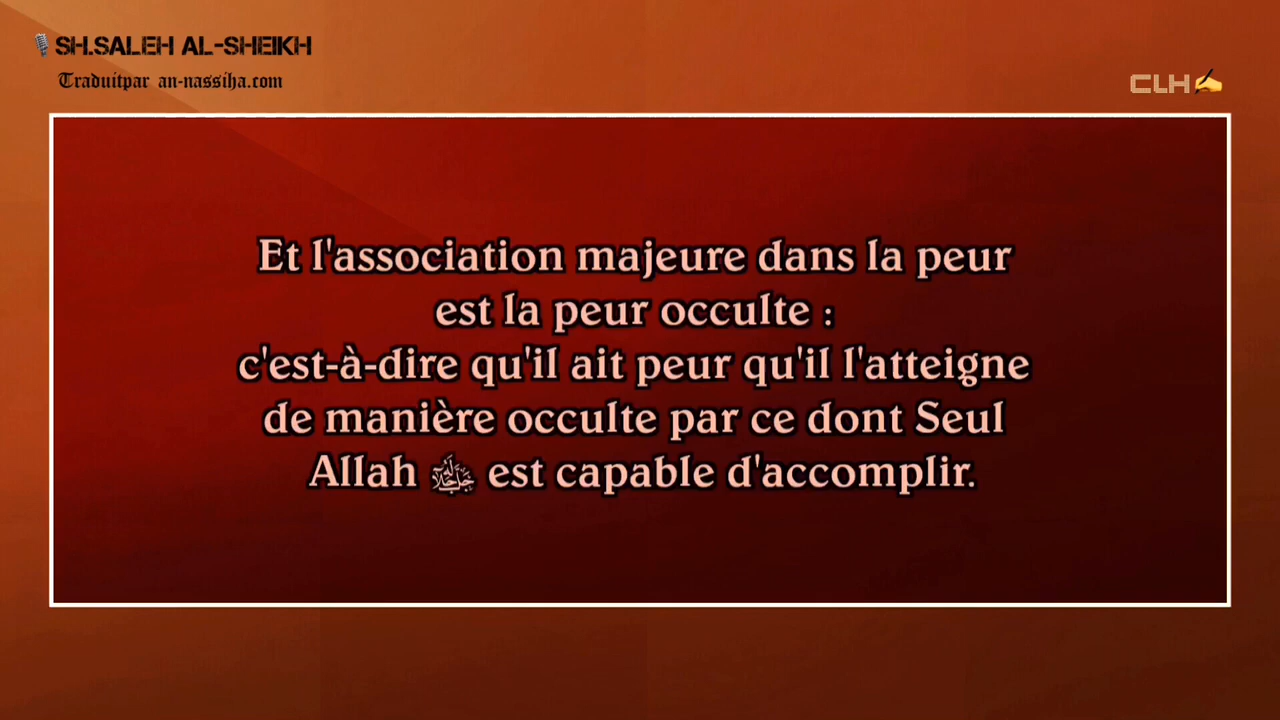 SH.SALEH AL-SHEIKH
Traduitpar an-nassiha.com
CLH
Et l'association majeure dans la peur
est la peur occulte :
c'est-à-dire qu'il ait peur qu'il l'atteigne
de manière occulte par ce dont Seul
Allah ﷻ est capable d'accomplir.